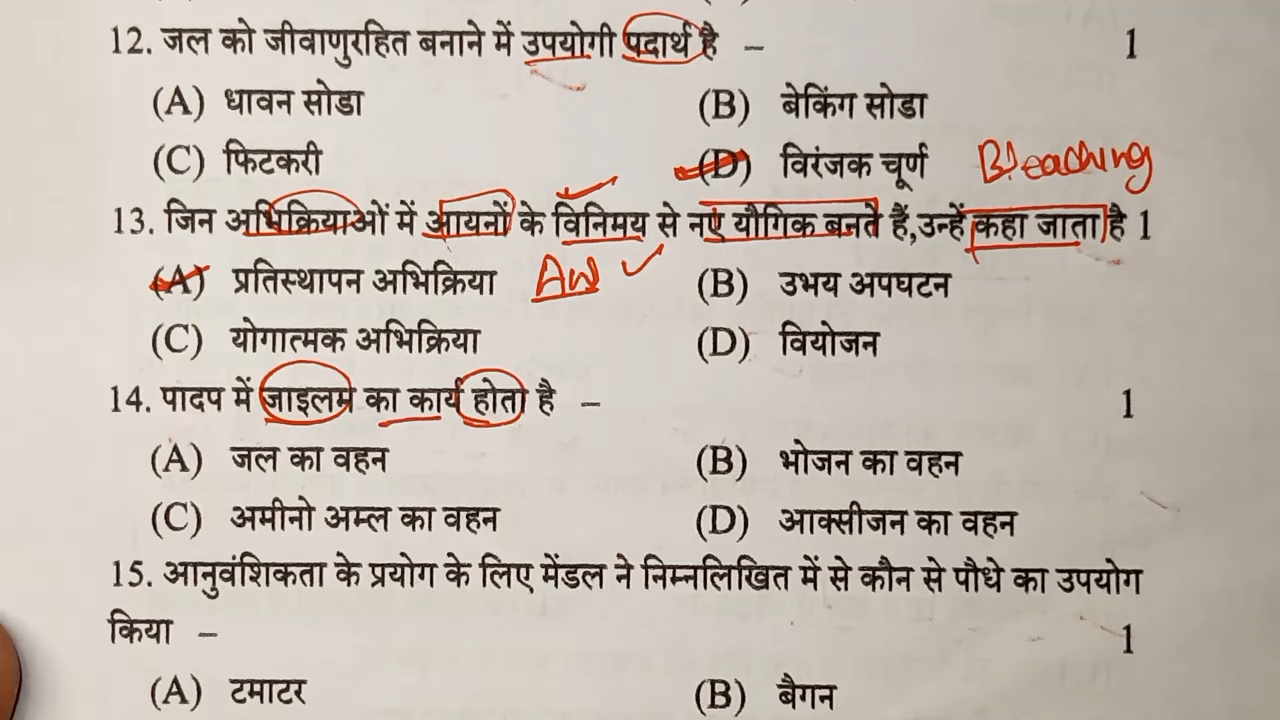 12. जल को जीवाणुरहित बनाने में उपयोगी पदार्थ है – 1
(A) धावन सोडा (B) बेकिंग सोडा
(C) फिटकरी (D) विरंजक चूर्ण Bleaching
13. जिन अभिक्रियाओं में आयनों के विनिमय से नए यौगिक बनते हैं,उन्हें कहा जाता है 1
(A) प्रतिस्थापन अभिक्रिया (B) उभय अपघटन
(C) योगात्मक अभिक्रिया (D) वियोजन
14. पादप में जाइलम का कार्य होता है – 1
(A) जल का वहन (B) भोजन का वहन
(C) अमीनो अम्ल का वहन (D) आक्सीजन का वहन
15. आनुवंशिकता के प्रयोग के लिए मेंडल ने निम्नलिखित में से कौन से पौधे का उपयोग
किया – 1
(A) टमाटर (B) बैगन